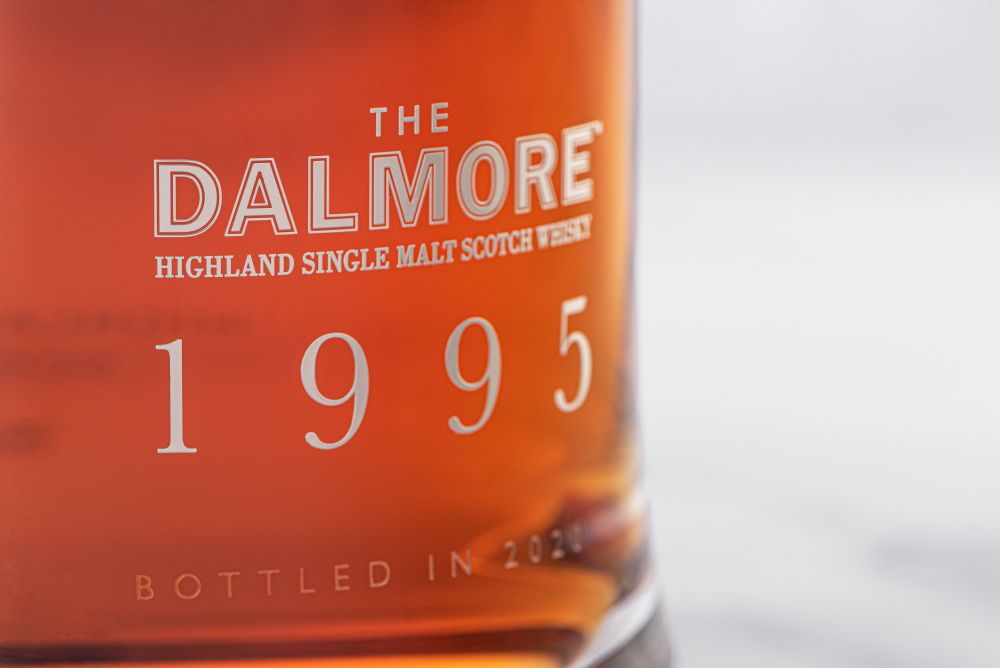 THE
DALMORE
HIGHLAND SINGLE MALT SCOTCH WHISKY
1995
BOTTLED IN 2020